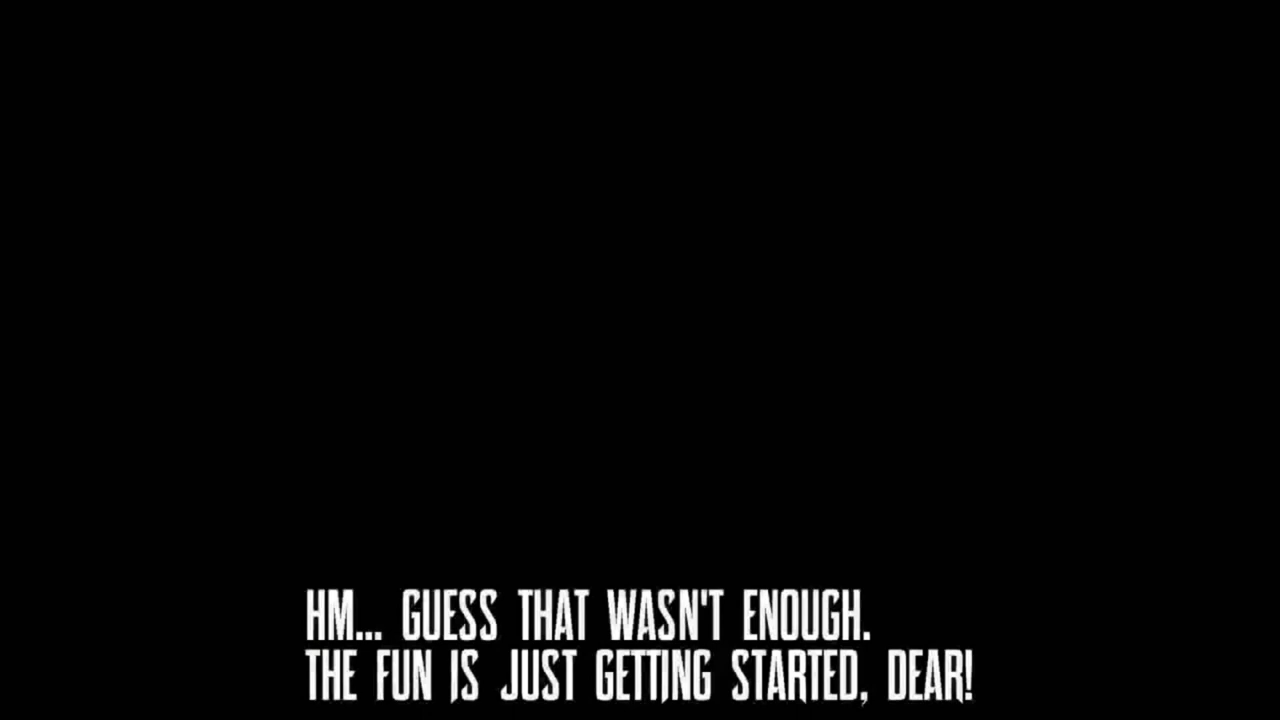 HM... GUESS THAT WASN'T ENOUGH.
THE FUN IS JUST GETTING STARTED, DEAR!